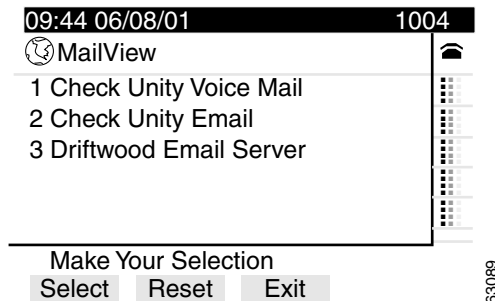 09:44 06/08/01 1004
MailView
1 Check Unity Voice Mail
2 Check Unity Email
3 Driftwood Email Server
Make Your Selection
Select Reset Exit
63089